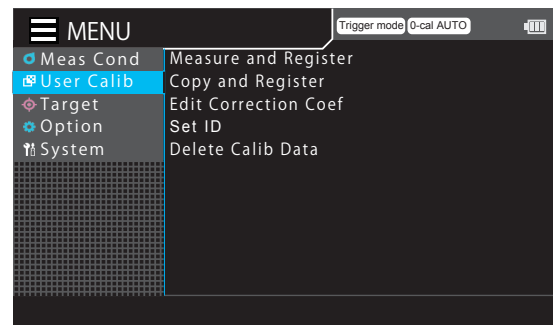 MENU
Trigger mode 0-cal AUTO
Meas Cond
User Calib
Target
Option
System
Measure and Register
Copy and Register
Edit Correction Coef
Set ID
Delete Calib Data